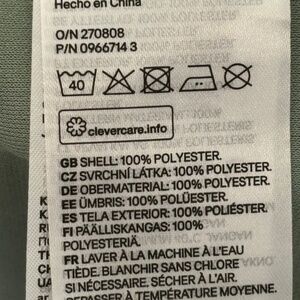 Hecho en China
O/N 270808
P/N 0966714 3
40
clevercare.info
GB SHELL: 100% POLYESTER.
CZ SVRCHNÍ LÁTKA: 100% POLYESTER.
DE OBERMATERIAL: 100% POLYESTER.
EE ÜMBRIS: 100% POLÜESTER.
ES TELA EXTERIOR: 100% POLIÉSTER.
FI PÄÄLLISKANGAS: 100%
POLYESTERIÄ.
FR LAVER À LA MACHINE À L'EAU
TIÈDE. BLANCHIR SANS CHLORE
SI NÉCESSAIRE. SÉCHER À L'AIR.
REPASSER À TEMPÉRATURE MOYENNE.